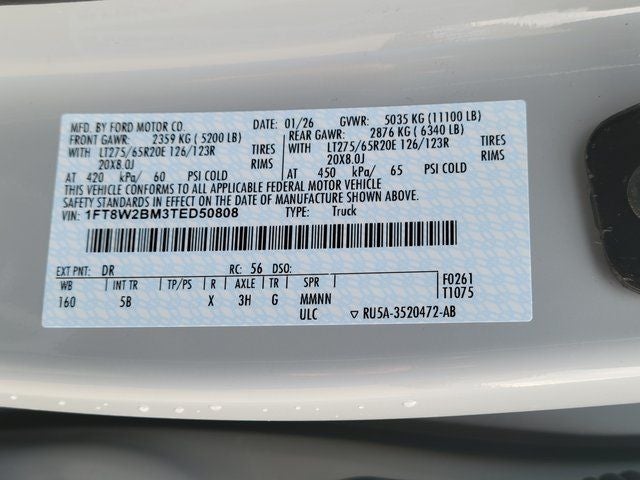 MFD. BY FORD MOTOR CO.
DATE: 01/26 GVWR: 5035 KG (11100 LB)
FRONT GAWR: 2359 KG (5200 LB)
REAR GAWR: 2876 KG (6340 LB)
WITH LT275/65R20E 126/123R TIRES
20X8.0J RIMS
AT 420 kPa/ 60 PSI COLD
WITH LT275/65R20E 126/123R TIRES
20X8.0J RIMS
AT 450 kPa/ 65 PSI COLD
THIS VEHICLE CONFORMS TO ALL APPLICABLE FEDERAL MOTOR VEHICLE
SAFETY STANDARDS IN EFFECT ON THE DATE OF MANUFACTURE SHOWN ABOVE.
VIN: 1FT8W2BM3TED50808 TYPE: Truck
EXT PNT: DR RC: 56 DSO:
WB INT TR TP/PS R AXLE TR SPR
160 5B X 3H G MMNN
ULC
F0261
T1075
▽ RU5A-3520472-AB